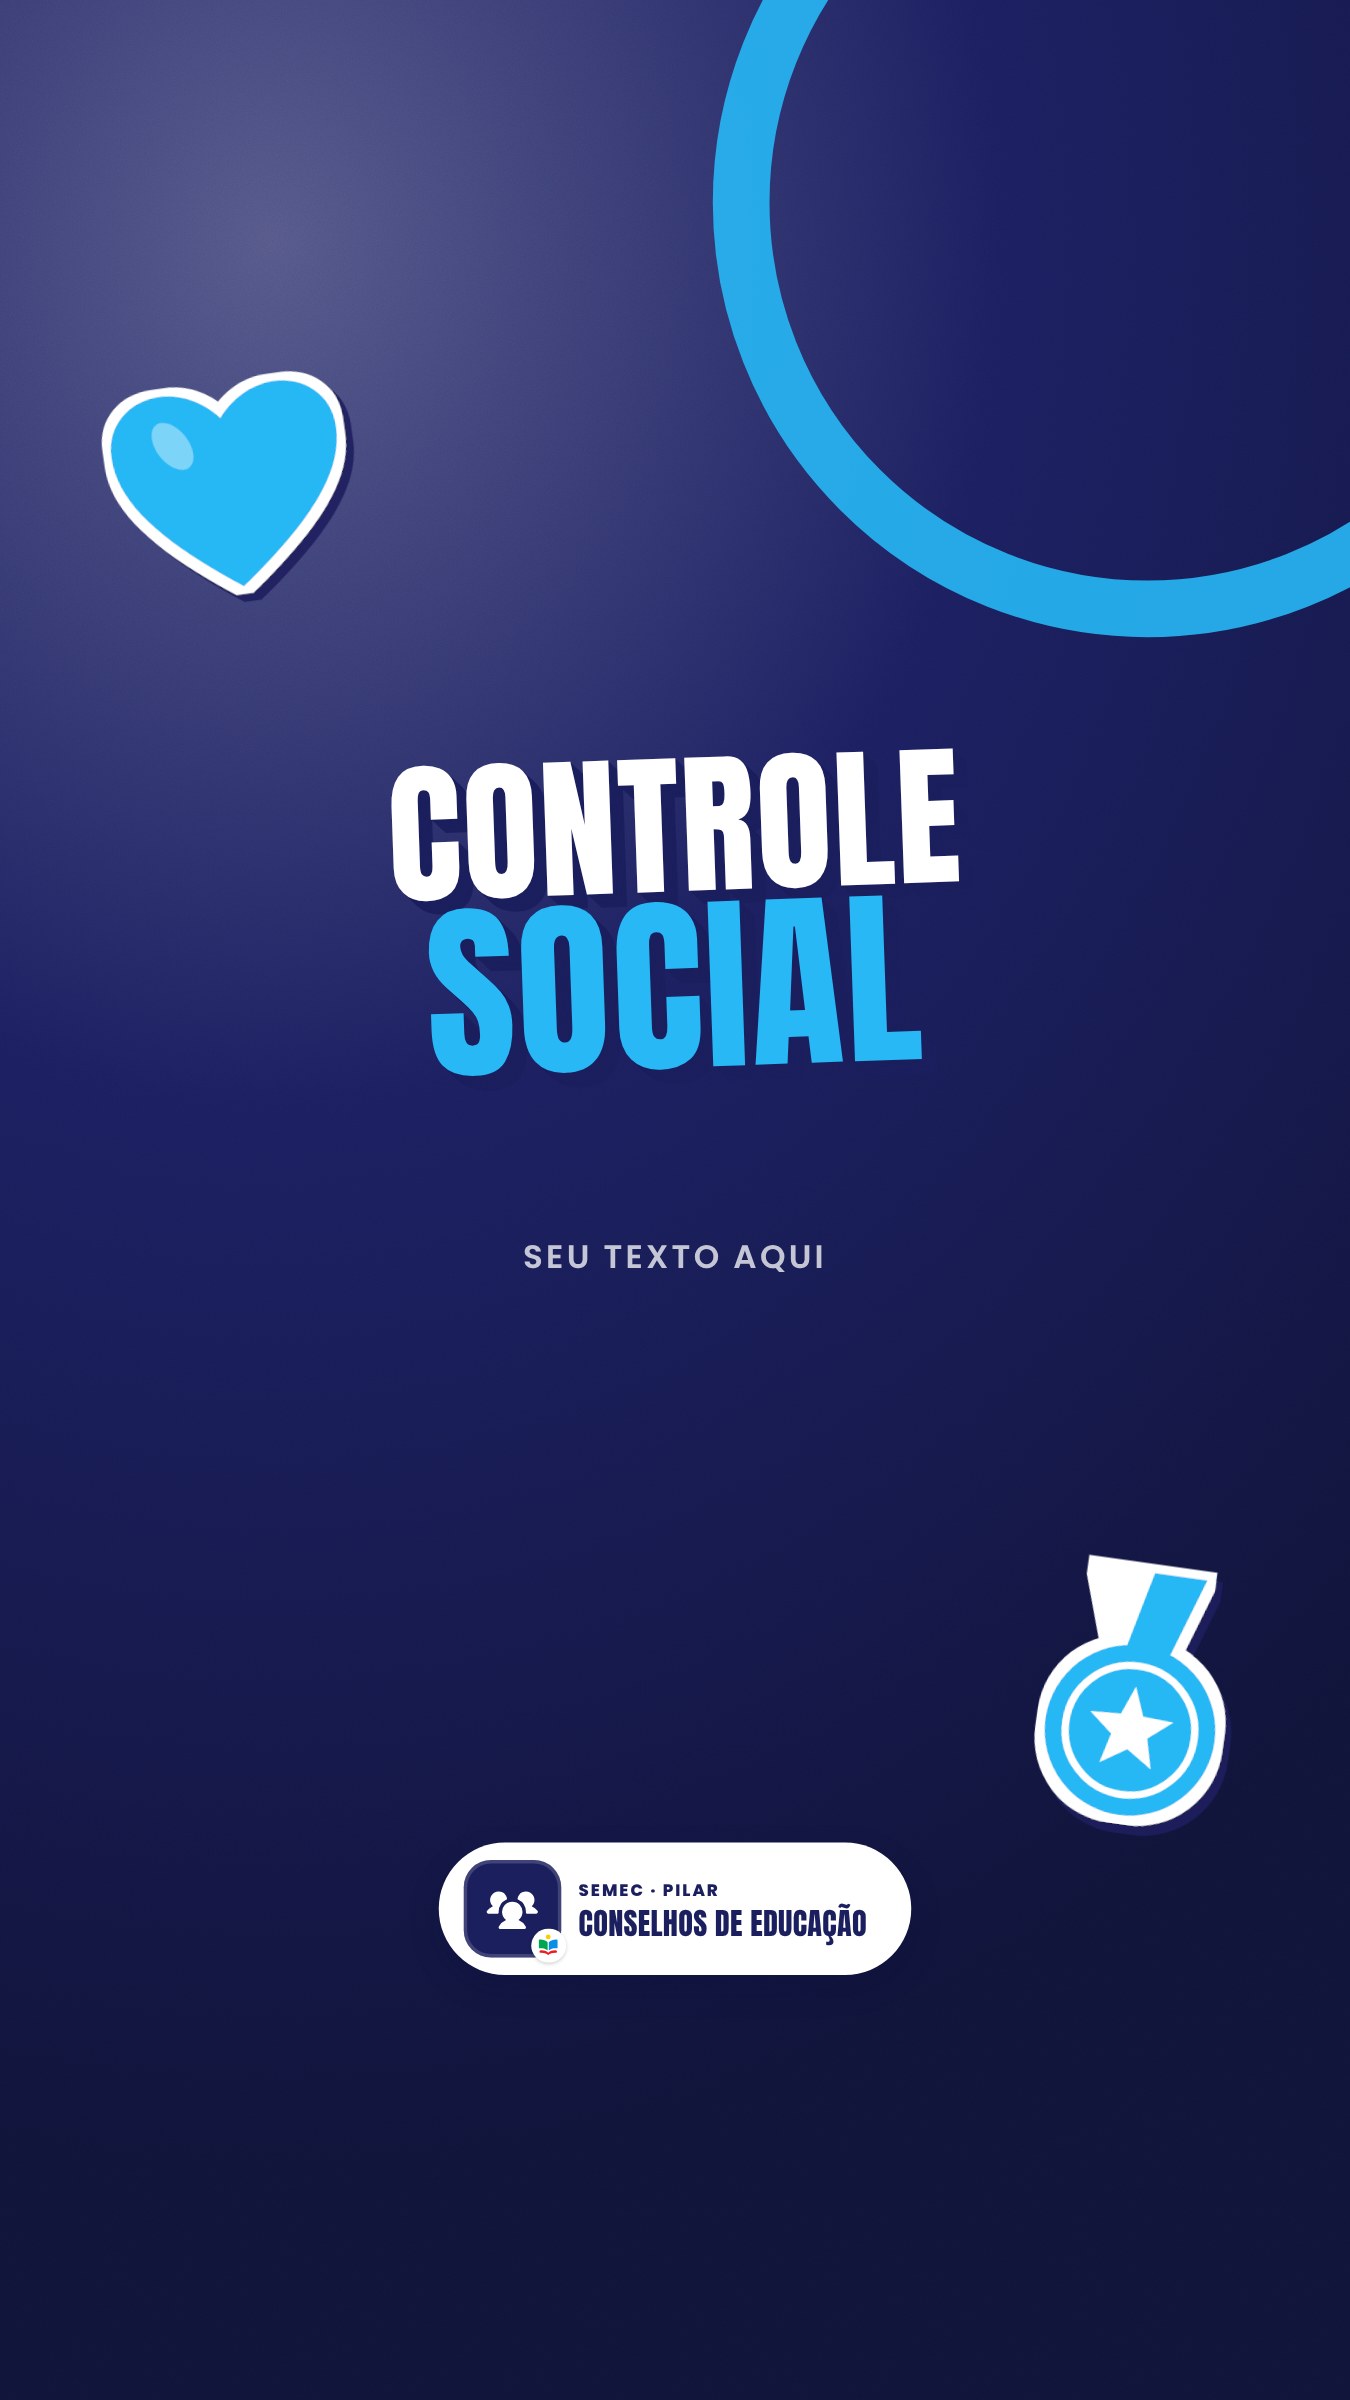 CONTROLE
SOCIAL
SEU TEXTO AQUI
SEMEC · PILAR
CONSELHOS DE EDUCAÇÃO